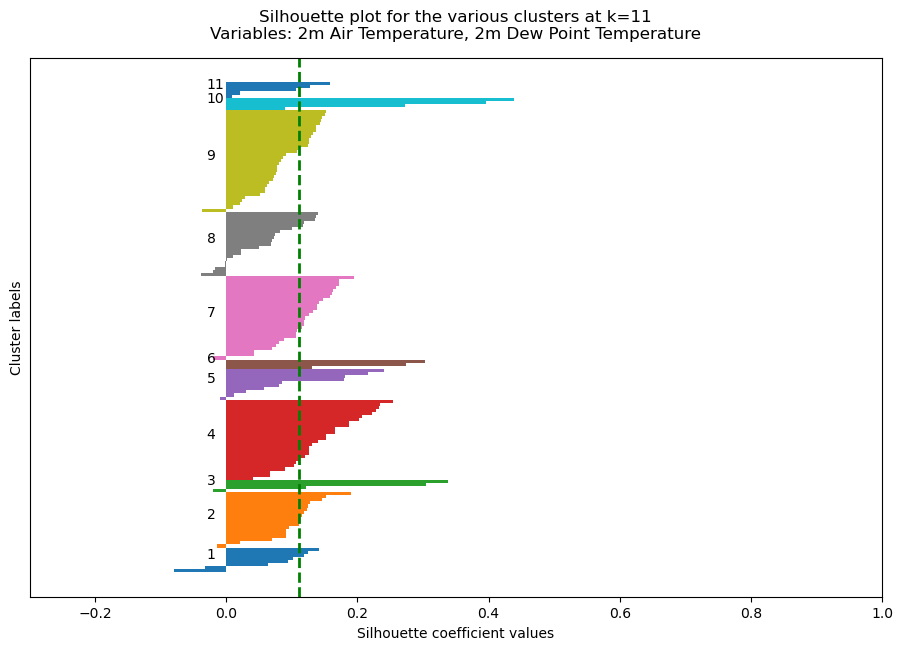 Silhouette plot for the various clusters at k=11
Variables: 2m Air Temperature, 2m Dew Point Temperature
11
10
9
8
7
6
5
4
3
2
1
Cluster labels
−0.2 0.0 0.2 0.4 0.6 0.8 1.0
Silhouette coefficient values